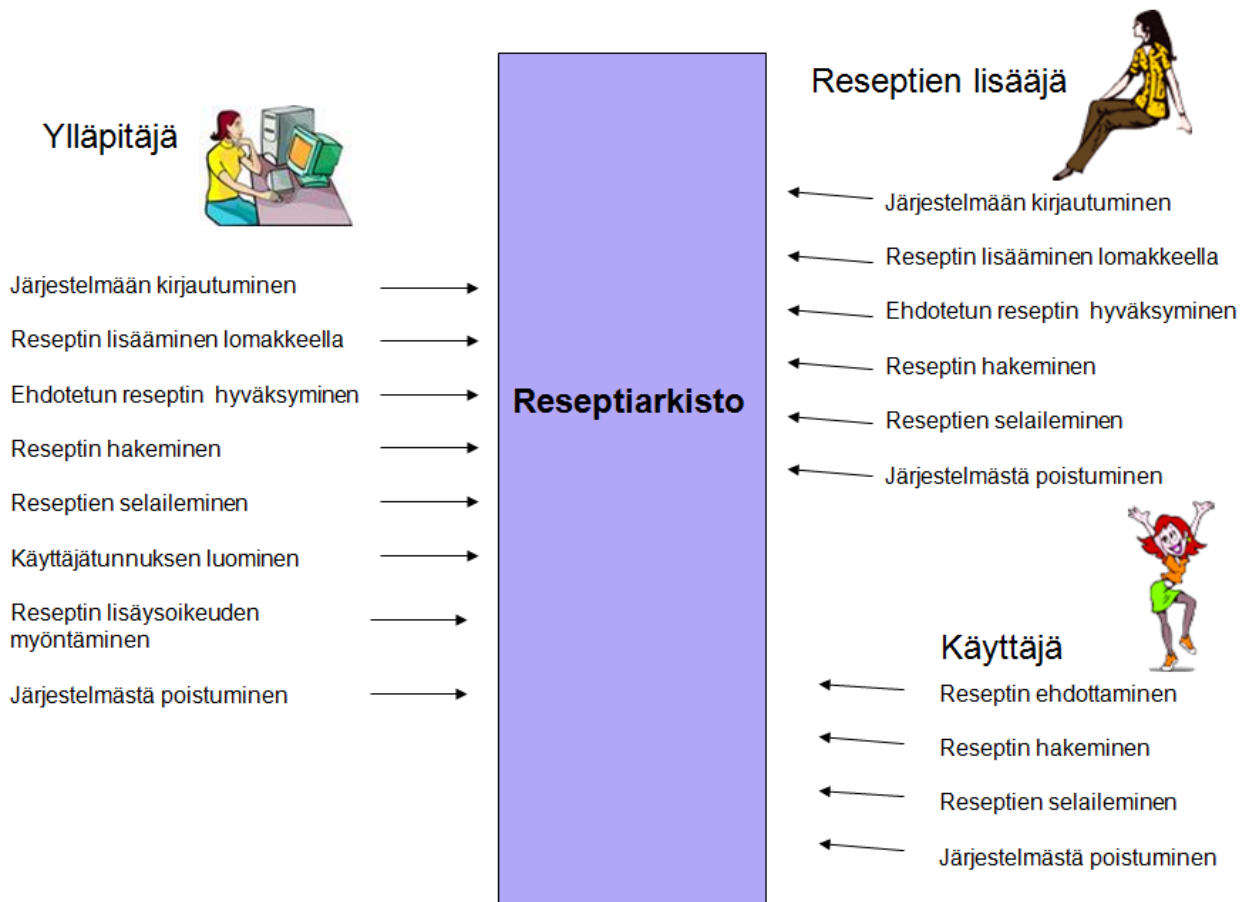 Ylläpitäjä
Järjestelmään kirjautuminen
Reseptin lisääminen lomakkeella
Ehdotetun reseptin hyväksyminen
Reseptin hakeminen
Reseptien selaileminen
Käyttäjätunnuksen luominen
Reseptin lisäysoikeuden
myöntäminen
Järjestelmästä poistuminen
Reseptiarkisto
Reseptien lisääjä
Järjestelmään kirjautuminen
Reseptin lisääminen lomakkeella
Ehdotetun reseptin hyväksyminen
Reseptin hakeminen
Reseptien selaileminen
Järjestelmästä poistuminen
Käyttäjä
Reseptin ehdottaminen
Reseptin hakeminen
Reseptien selaileminen
Järjestelmästä poistuminen